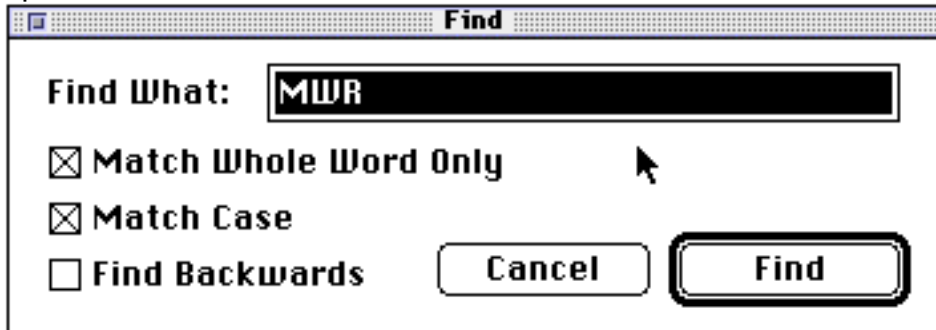 Find
Find What: MWR
Match Whole Word Only
Match Case
Find Backwards Cancel Find